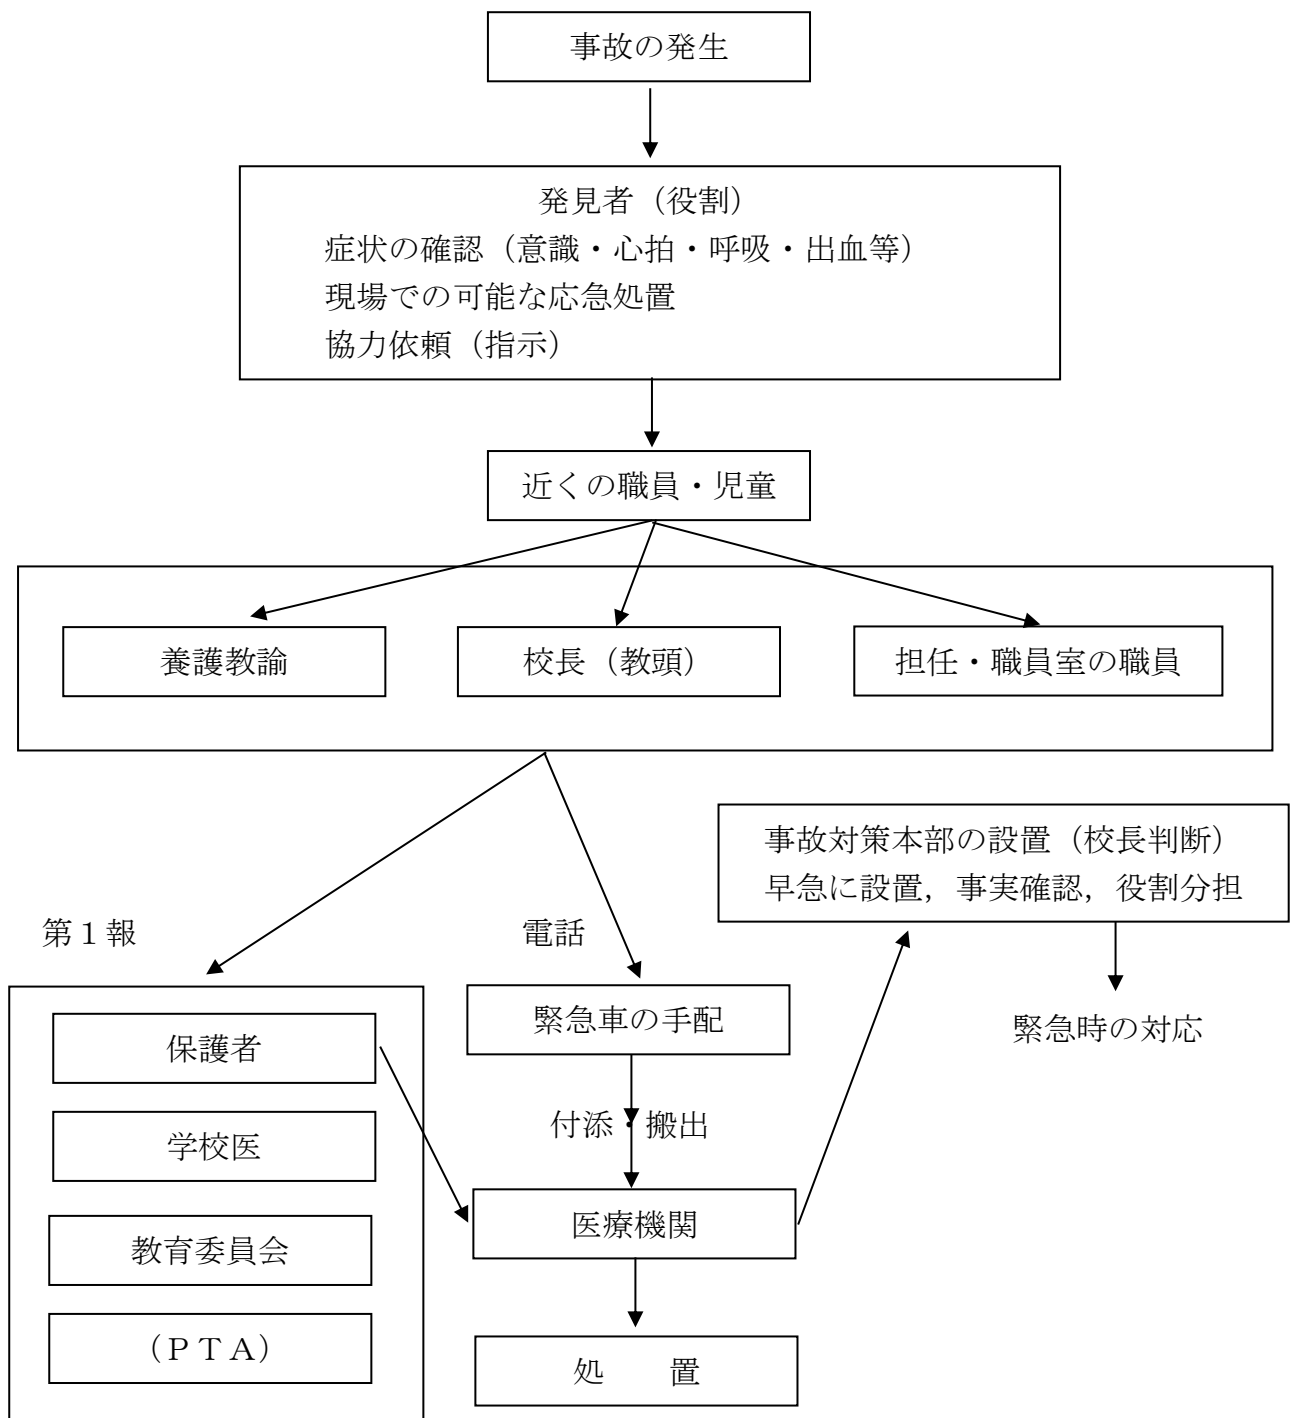 事故の発生
発見者（役割）
症状の確認（意識・心拍・呼吸・出血等）
現場での可能な応急処置
協力依頼（指示）
近くの職員・児童
養護教諭
校長（教頭）
担任・職員室の職員
事故対策本部の設置（校長判断）
早急に設置，事実確認，役割分担
第１報
電話
緊急車の手配
緊急時の対応
保護者
付添・搬出
学校医
医療機関
教育委員会
（ＰＴＡ）
処　　置